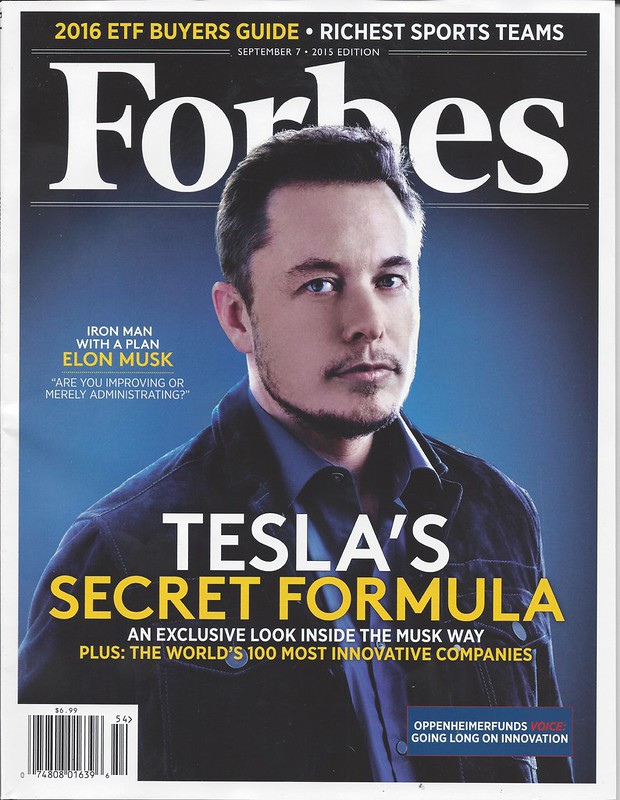 2016 ETF BUYERS GUIDE • RICHEST SPORTS TEAMS
SEPTEMBER 7 • 2015 EDITION
Forbes
IRON MAN
WITH A PLAN
ELON MUSK
“ARE YOU IMPROVING OR
MERELY ADMINISTRATING?”
TESLA’S
SECRET FORMULA
AN EXCLUSIVE LOOK INSIDE THE MUSK WAY
PLUS: THE WORLD’S 100 MOST INNOVATIVE COMPANIES
$6.99
54>
0 74808 01639 6
OPPENHEIMERFUNDS VOICE:
GOING LONG ON INNOVATION